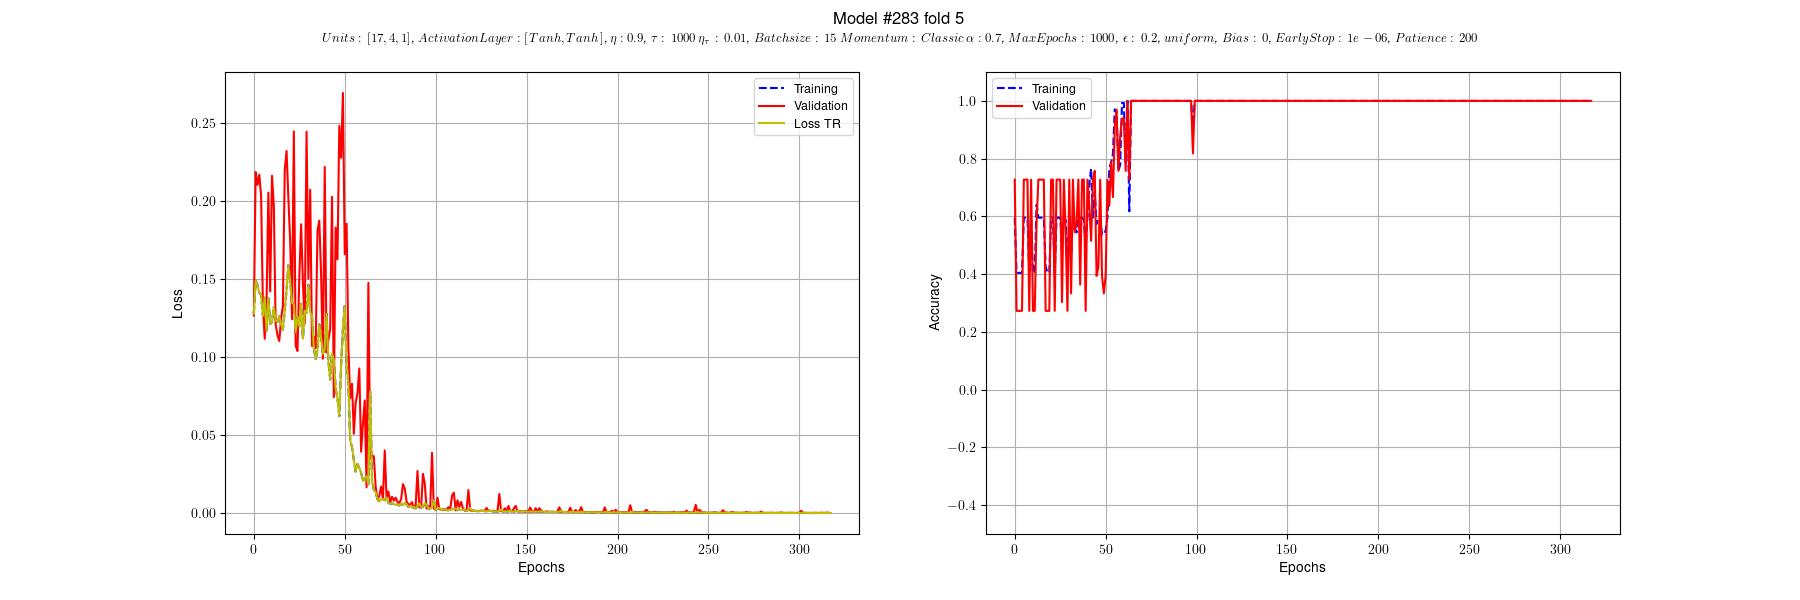 Model #283 fold 5
Units : [17, 4, 1], ActivationLayer : [Tanh, Tanh], η : 0.9, τ : 1000 ητ : 0.01, Batchsize : 15 Momentum : Classic α : 0.7, MaxEpochs : 1000, ϵ : 0.2, uniform, Bias : 0, EarlyStop : 1e − 06, Patience : 200
Training
Validation
Loss TR
0.25
0.20
0.15
0.10
0.05
0.00
Loss
0 50 100 150 200 250 300
Epochs
Training
Validation
1.0
0.8
0.6
0.4
0.2
0.0
−0.2
−0.4
Accuracy
0 50 100 150 200 250 300
Epochs